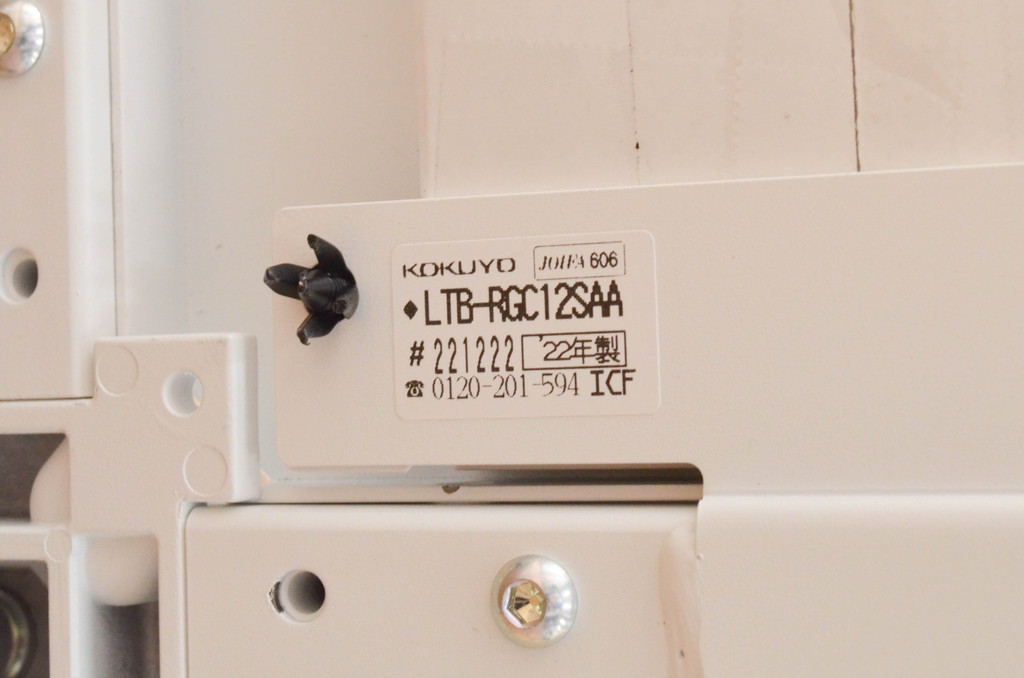 KOKUYO JOIFA 606
◆LTB-RGC12SAA
#221222 '22年製
☎0120-201-594 ICF